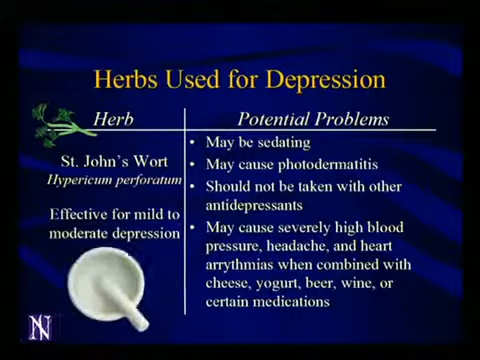 Herbs Used for Depression
Herb
Potential Problems
St. John's Wort
Hypericum perforatum
Effective for mild to
moderate depression
• May be sedating
• May cause photodermatitis
• Should not be taken with other
antidepressants
• May cause severely high blood
pressure, headache, and heart
arrythmias when combined with
cheese, yogurt, beer, wine, or
certain medications
N